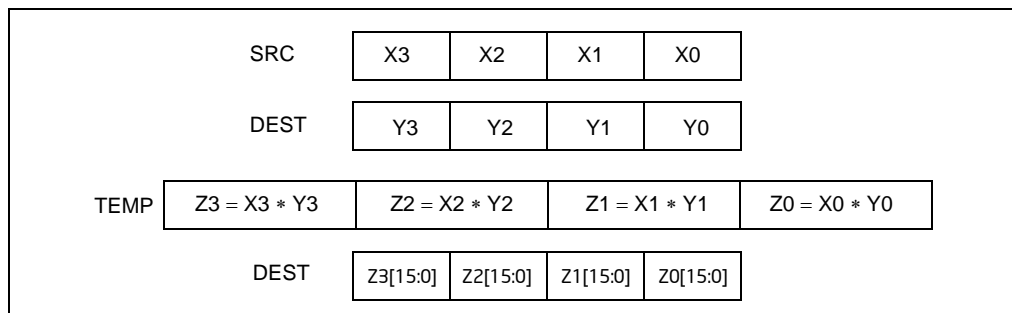 SRC X3 X2 X1 X0
DEST Y3 Y2 Y1 Y0
TEMP Z3 = X3 ∗ Y3 Z2 = X2 ∗ Y2 Z1 = X1 ∗ Y1 Z0 = X0 ∗ Y0
DEST Z3[15:0] Z2[15:0] Z1[15:0] Z0[15:0]